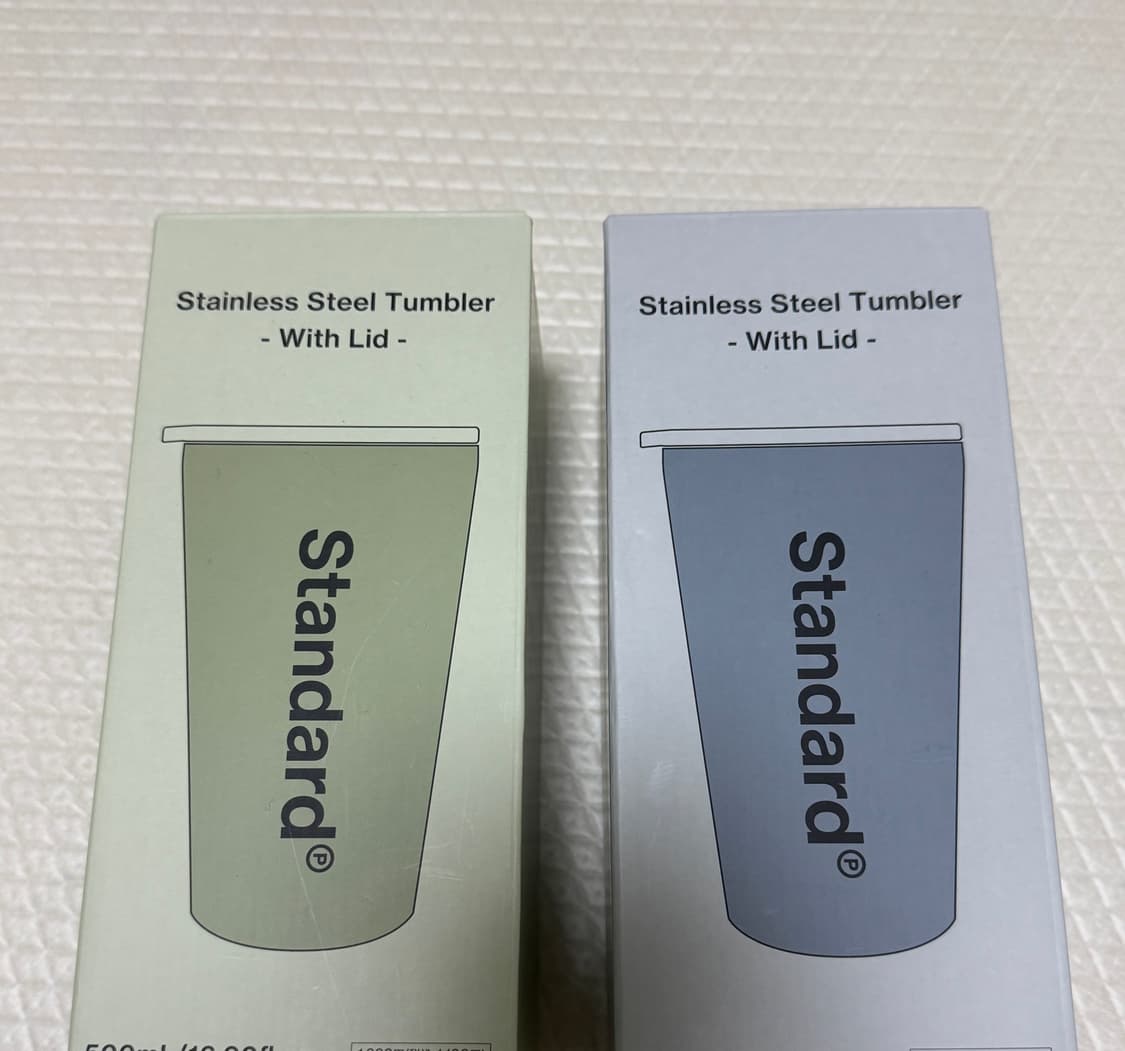 Stainless Steel Tumbler
- With Lid -
Standard℗
Stainless Steel Tumbler
- With Lid -
Standard℗